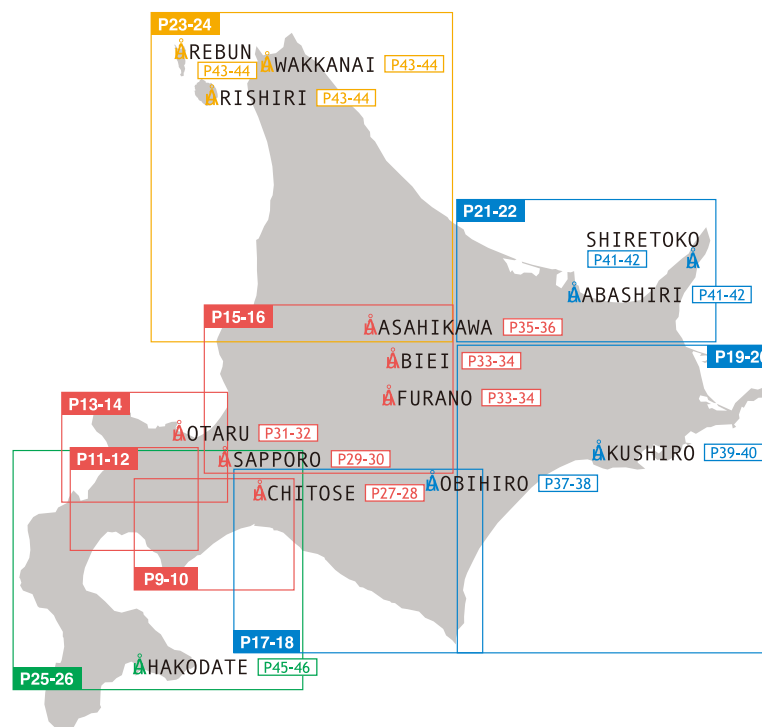 P23-24
REBUN
P43-44
WAKKANAI P43-44
RISHIRI P43-44
P21-22
SHIRETOKO
P41-42
ABASHIRI P41-42
P15-16
ASAHIKAWA P35-36
BIEI P33-34
P19-20
FURANO P33-34
P13-14
OTARU P31-32
P11-12
SAPPORO P29-30
KUSHIRO P39-40
CHITOSE P27-28
OBIHIRO P37-38
P9-10
P17-18
HAKODATE P45-46
P25-26